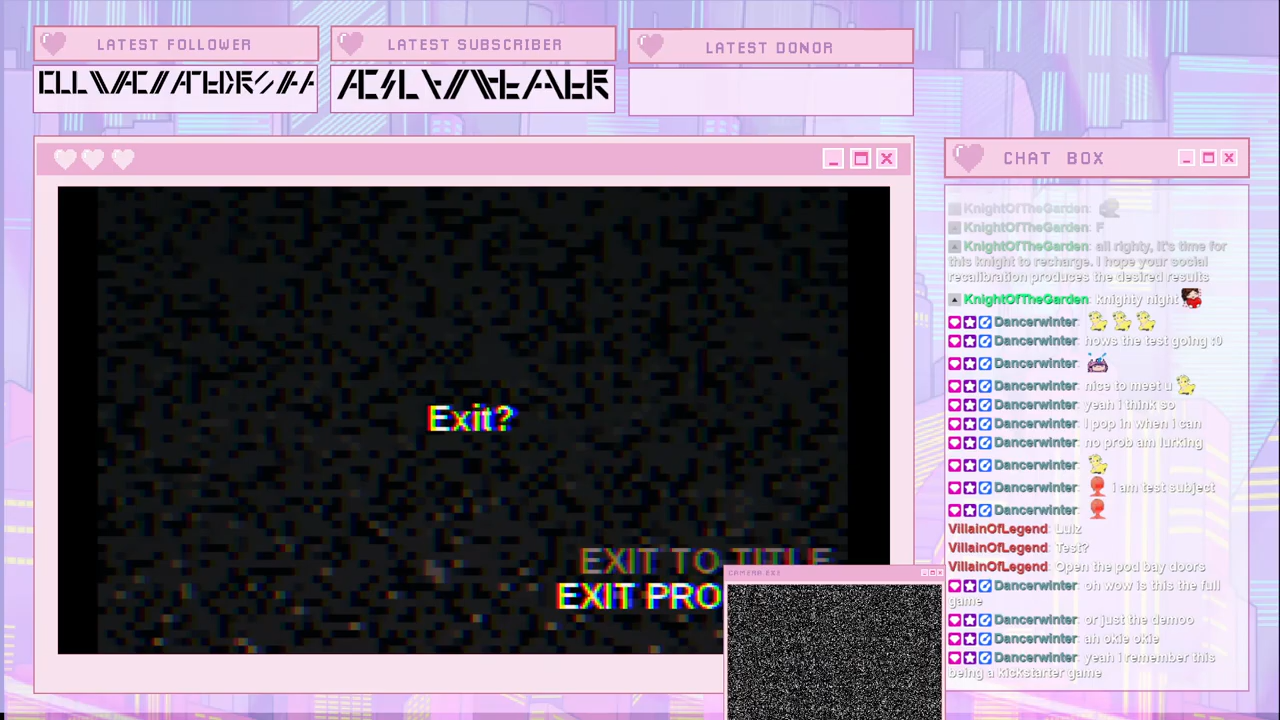 LATEST FOLLOWER
LATEST SUBSCRIBER
LATEST DONOR
CHAT BOX
KnightOfTheGarden:
KnightOfTheGarden: F
KnightOfTheGarden: all righty, it's time for
this knight to recharge. I hope your social
recalibration produces the desired results
KnightOfTheGarden: knighty night
Dancerwinter:
Dancerwinter: hows the test going :0
Dancerwinter:
Dancerwinter: nice to meet u
Dancerwinter: yeah i think so
Dancerwinter: i pop in when i can
Dancerwinter: no prob am lurking
Dancerwinter:
Dancerwinter: i am test subject
Dancerwinter:
VillainOfLegend: Lulz
VillainOfLegend: Test?
VillainOfLegend: Open the pod bay doors
Dancerwinter: oh wow is this the full
game
Dancerwinter: or just the demoo
Dancerwinter: ah okie okie
Dancerwinter: yeah i remember this
being a kickstarter game
Exit?
EXIT TO TITLE
EXIT PRO
CAMERA.EXE